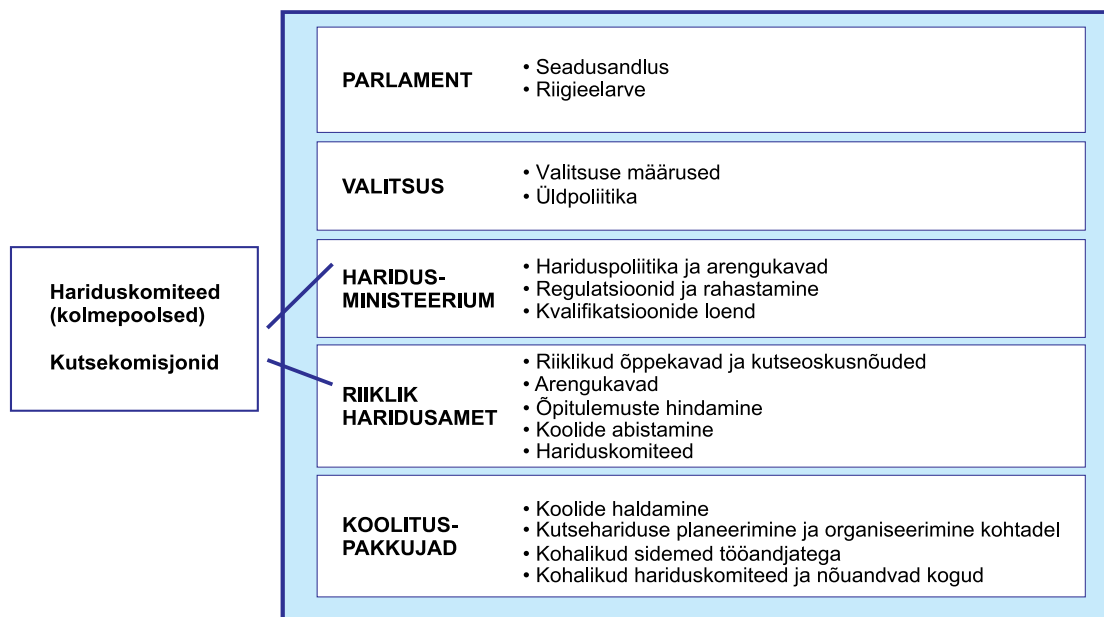 Hariduskomiteed
(kolmepoolsed)
Kutsekomisjonid
PARLAMENT
• Seadusandlus
• Riigieelarve
VALITSUS
• Valitsuse määrused
• Üldpoliitika
HARIDUS-
MINISTEERIUM
• Hariduspoliitika ja arengukavad
• Regulatsioonid ja rahastamine
• Kvalifikatsioonide loend
RIIKLIK
HARIDUSAMET
• Riiklikud õppekavad ja kutseoskusnõuded
• Arengukavad
• Õpitulemuste hindamine
• Koolide abistamine
• Hariduskomiteed
KOOLITUS-
PAKKUJAD
• Koolide haldamine
• Kutsehariduse planeerimine ja organiseerimine kohtadel
• Kohalikud sidemed tööandjatega
• Kohalikud hariduskomiteed ja nõuandvad kogud